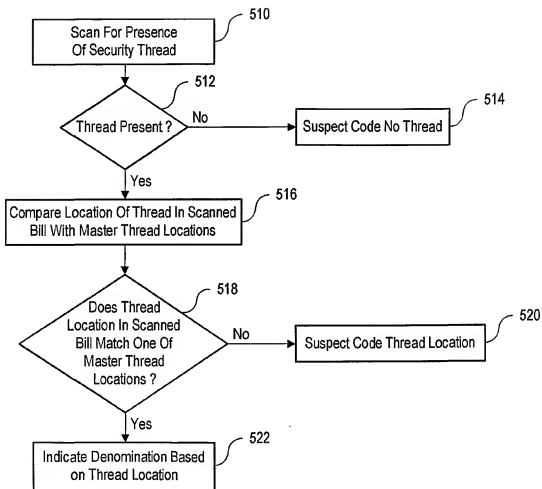 510
Scan For Presence
Of Security Thread
512
Thread Present ?
No
514
Suspect Code No Thread
Yes
516
Compare Location Of Thread In Scanned
Bill With Master Thread Locations
518
Does Thread
Location In Scanned
Bill Match One Of
Master Thread
Locations ?
No
520
Suspect Code Thread Location
Yes
522
Indicate Denomination Based
on Thread Location